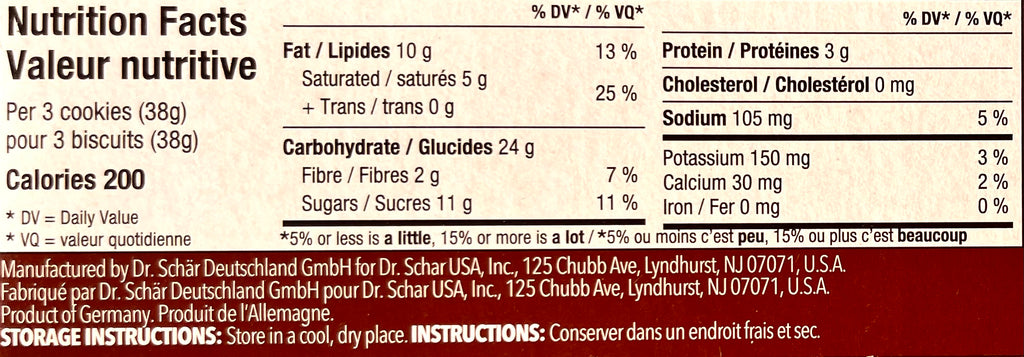 Nutrition Facts
Valeur nutritive
Per 3 cookies (38g)
pour 3 biscuits (38g)
Calories 200
* DV = Daily Value
* VQ = valeur quotidienne
% DV* / % VQ*
Fat / Lipides 10 g 13 %
Saturated / saturés 5 g
+ Trans / trans 0 g 25 %
Carbohydrate / Glucides 24 g
Fibre / Fibres 2 g 7 %
Sugars / Sucres 11 g 11 %
% DV* / % VQ*
Protein / Protéines 3 g
Cholesterol / Cholestérol 0 mg
Sodium 105 mg 5 %
Potassium 150 mg 3 %
Calcium 30 mg 2 %
Iron / Fer 0 mg 0 %
*5% or less is a little, 15% or more is a lot / *5% ou moins c'est peu, 15% ou plus c'est beaucoup
Manufactured by Dr. Schär Deutschland GmbH for Dr. Schar USA, Inc., 125 Chubb Ave, Lyndhurst, NJ 07071, U.S.A.
Fabriqué par Dr. Schär Deutschland GmbH pour Dr. Schar USA, Inc., 125 Chubb Ave, Lyndhurst, NJ 07071, U.S.A.
Product of Germany. Produit de l'Allemagne.
STORAGE INSTRUCTIONS: Store in a cool, dry place. INSTRUCTIONS: Conserver dans un endroit frais et sec.